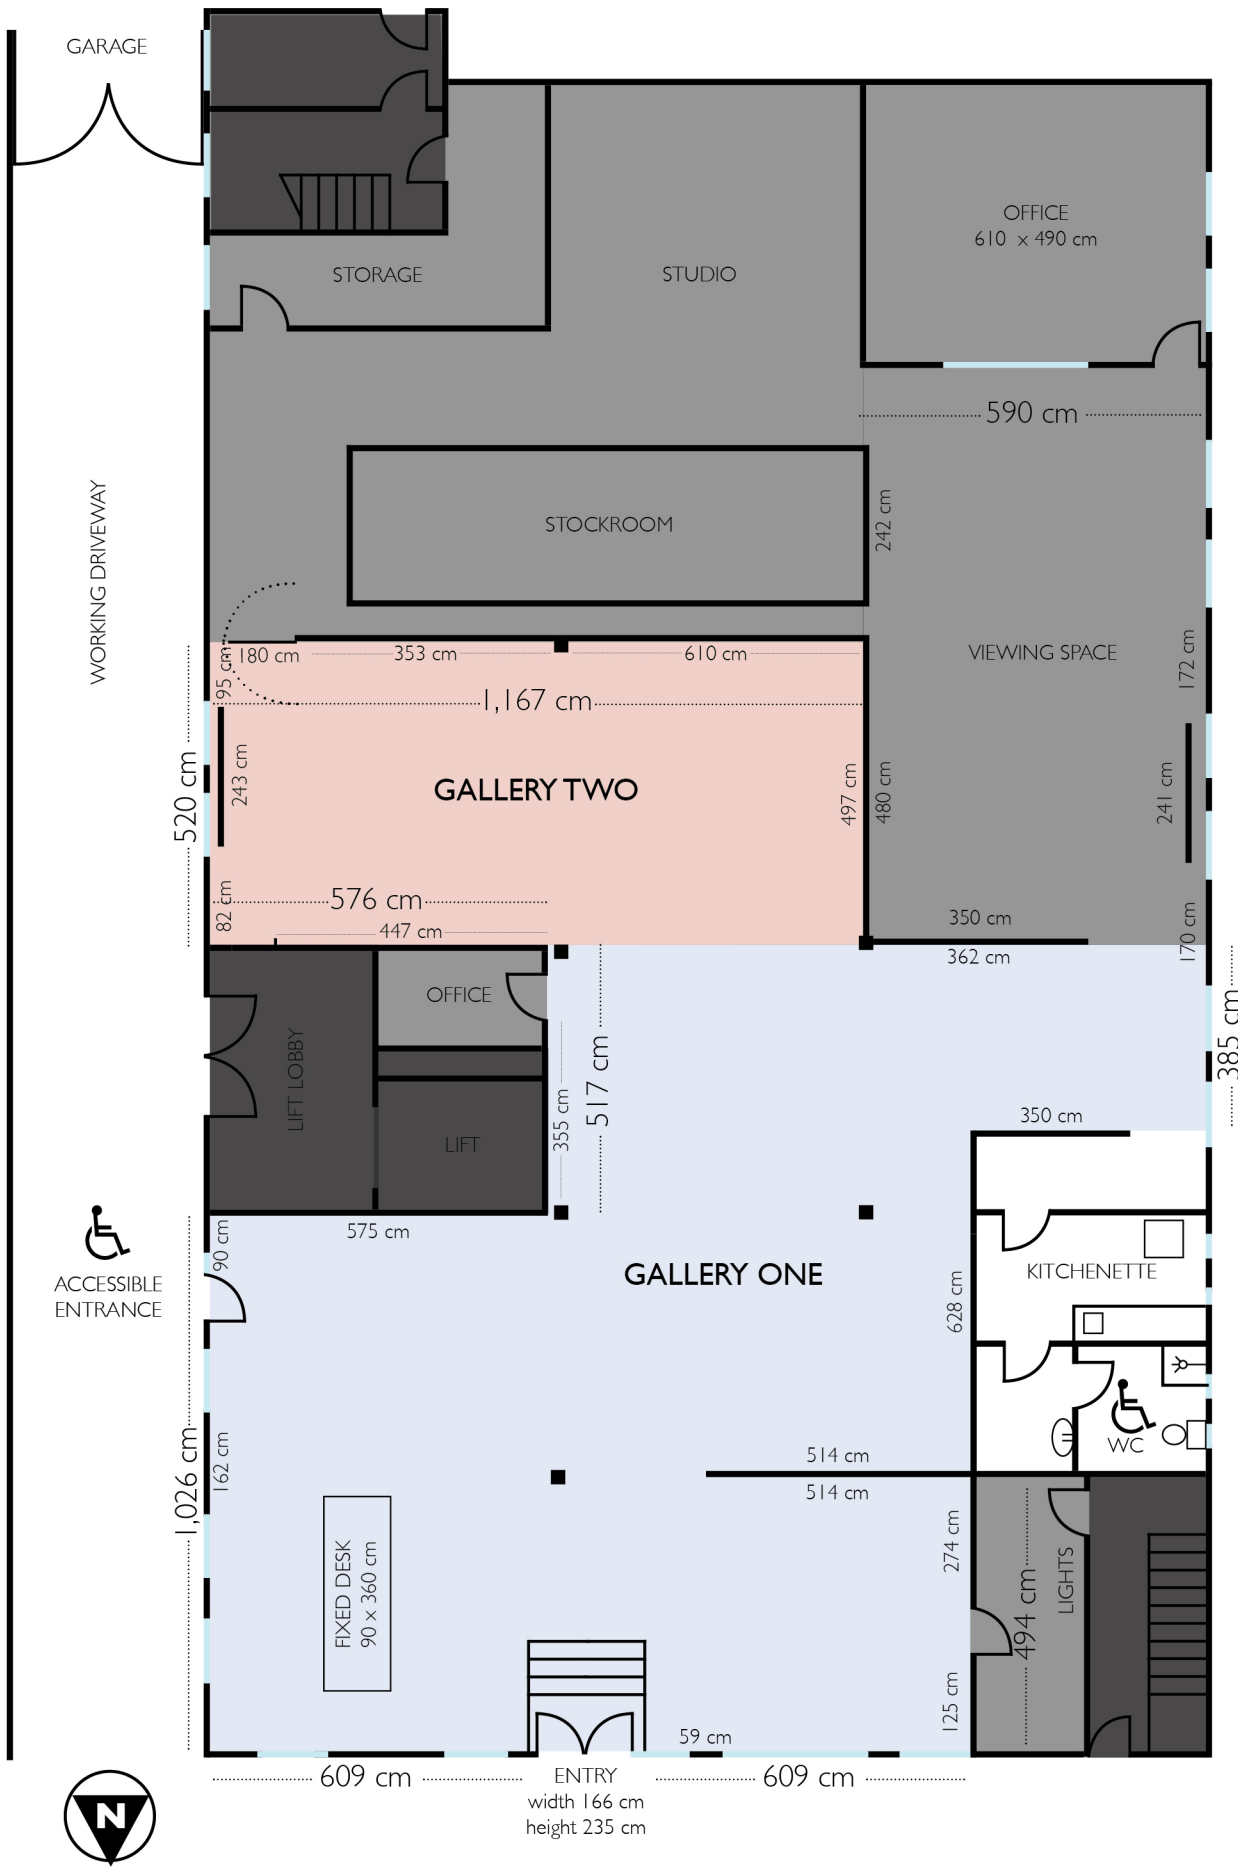 GARAGE
OFFICE
610 x 490 cm
STORAGE
STUDIO
590 cm
WORKING DRIVEWAY
STOCKROOM
242 cm
180 cm
353 cm
610 cm
VIEWING SPACE
172 cm
95 cm
1,167 cm
520 cm
243 cm
GALLERY TWO
497 cm
480 cm
241 cm
82 cm
576 cm
447 cm
350 cm
362 cm
170 cm
OFFICE
LIFT LOBBY
LIFT
355 cm
517 cm
385 cm
350 cm
575 cm
90 cm
ACCESSIBLE
ENTRANCE
GALLERY ONE
628 cm
KITCHENETTE
WC
1,026 cm
162 cm
514 cm
514 cm
FIXED DESK
90 x 360 cm
274 cm
494 cm
LIGHTS
125 cm
59 cm
609 cm
ENTRY
width 166 cm
height 235 cm
609 cm
N